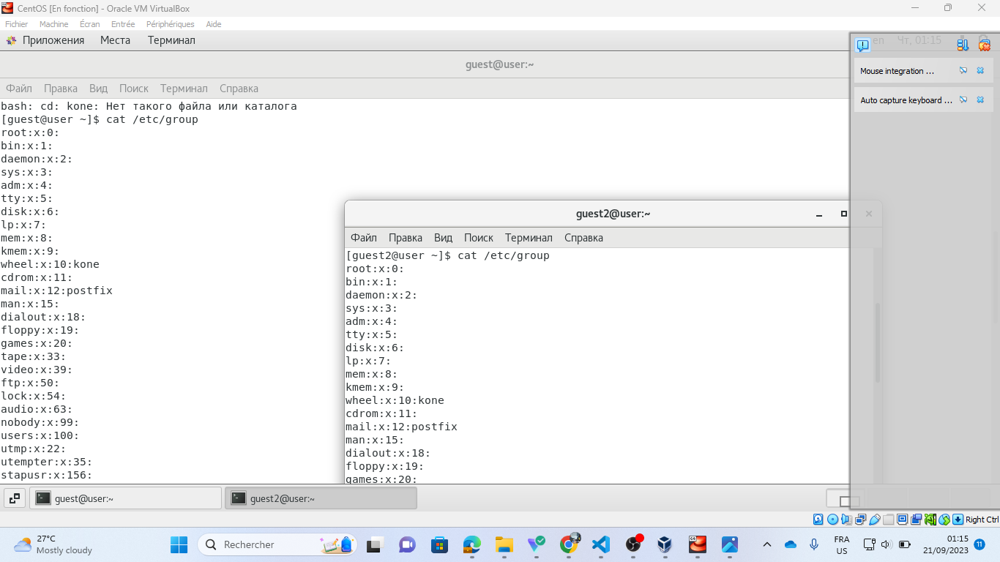 CentOS [En fonction] - Oracle VM VirtualBox
Fichier Machine Écran Entrée Périphériques Aide
Приложения Места Терминал en Чт, 01:15
guest@user:~
Файл Правка Вид Поиск Терминал Справка
bash: cd: kone: Нет такого файла или каталога
[guest@user ~]$ cat /etc/group
root:x:0:
bin:x:1:
daemon:x:2:
sys:x:3:
adm:x:4:
tty:x:5:
disk:x:6:
lp:x:7:
mem:x:8:
kmem:x:9:
wheel:x:10:kone
cdrom:x:11:
mail:x:12:postfix
man:x:15:
dialout:x:18:
floppy:x:19:
games:x:20:
tape:x:33:
video:x:39:
ftp:x:50:
lock:x:54:
audio:x:63:
nobody:x:99:
users:x:100:
utmp:x:22:
utempter:x:35:
stapusr:x:156:
guest2@user:~
Файл Правка Вид Поиск Терминал Справка
[guest2@user ~]$ cat /etc/group
root:x:0:
bin:x:1:
daemon:x:2:
sys:x:3:
adm:x:4:
tty:x:5:
disk:x:6:
lp:x:7:
mem:x:8:
kmem:x:9:
wheel:x:10:kone
cdrom:x:11:
mail:x:12:postfix
man:x:15:
dialout:x:18:
floppy:x:19:
games:x:20:
Mouse integration ...
Auto capture keyboard ...
guest@user:~ guest2@user:~
Right Ctrl
27°C
Mostly cloudy
Rechercher
64
FRA
US
01:15
21/09/2023
11